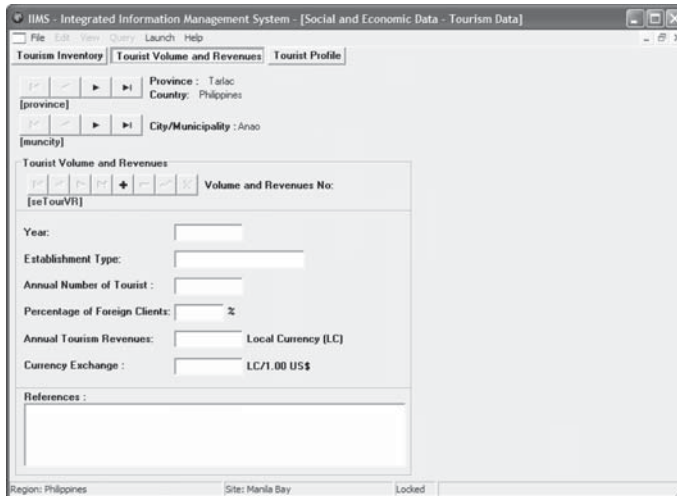 IIMS - Integrated Information Management System - [Social and Economic Data - Tourism Data]
File Edit View Query Launch Help
Tourism Inventory Tourist Volume and Revenues Tourist Profile
Province : Tarlac
Country: Philippines
[province]
City/Municipality : Anao
[muncity]
Tourist Volume and Revenues
Volume and Revenues No:
[seTourVR]
Year:
Establishment Type:
Annual Number of Tourist :
Percentage of Foreign Clients: %
Annual Tourism Revenues: Local Currency (LC)
Currency Exchange : LC/1.00 US$
References :
Region: Philippines Site: Manila Bay Locked